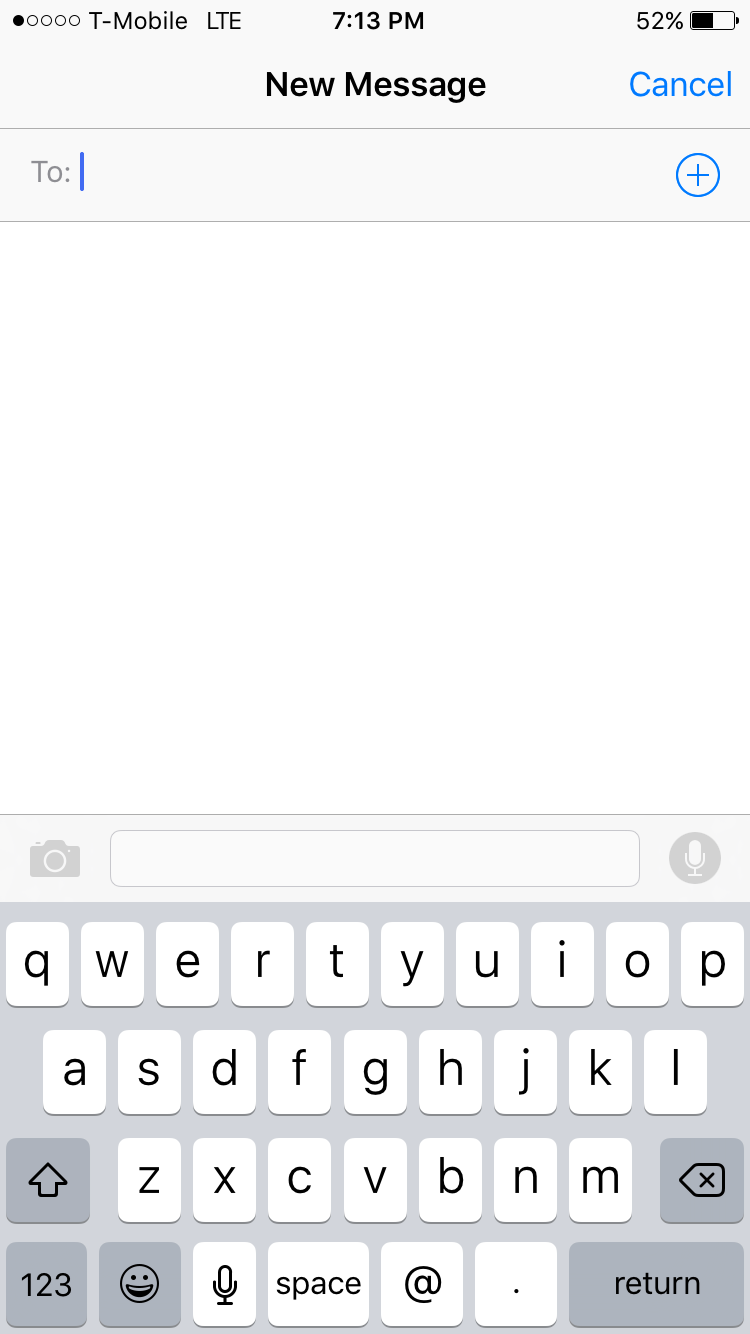 T-Mobile LTE 7:13 PM 52%
New Message Cancel
To:
q w e r t y u i o p
a s d f g h j k l
z x c v b n m
123 space @ . return